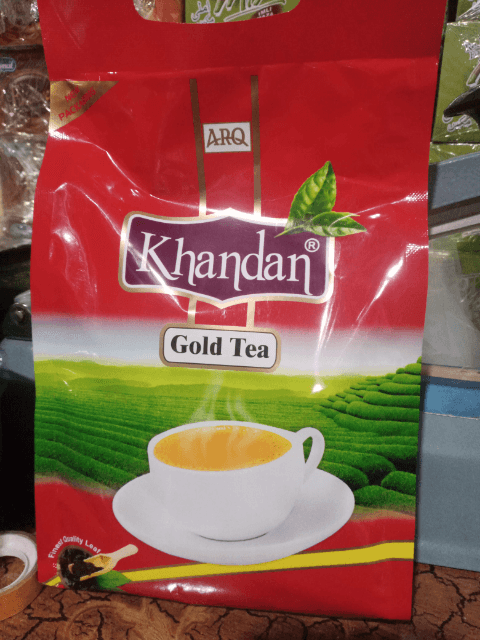 ARQ
Khandan®
Gold Tea
Finest Quality Leaf